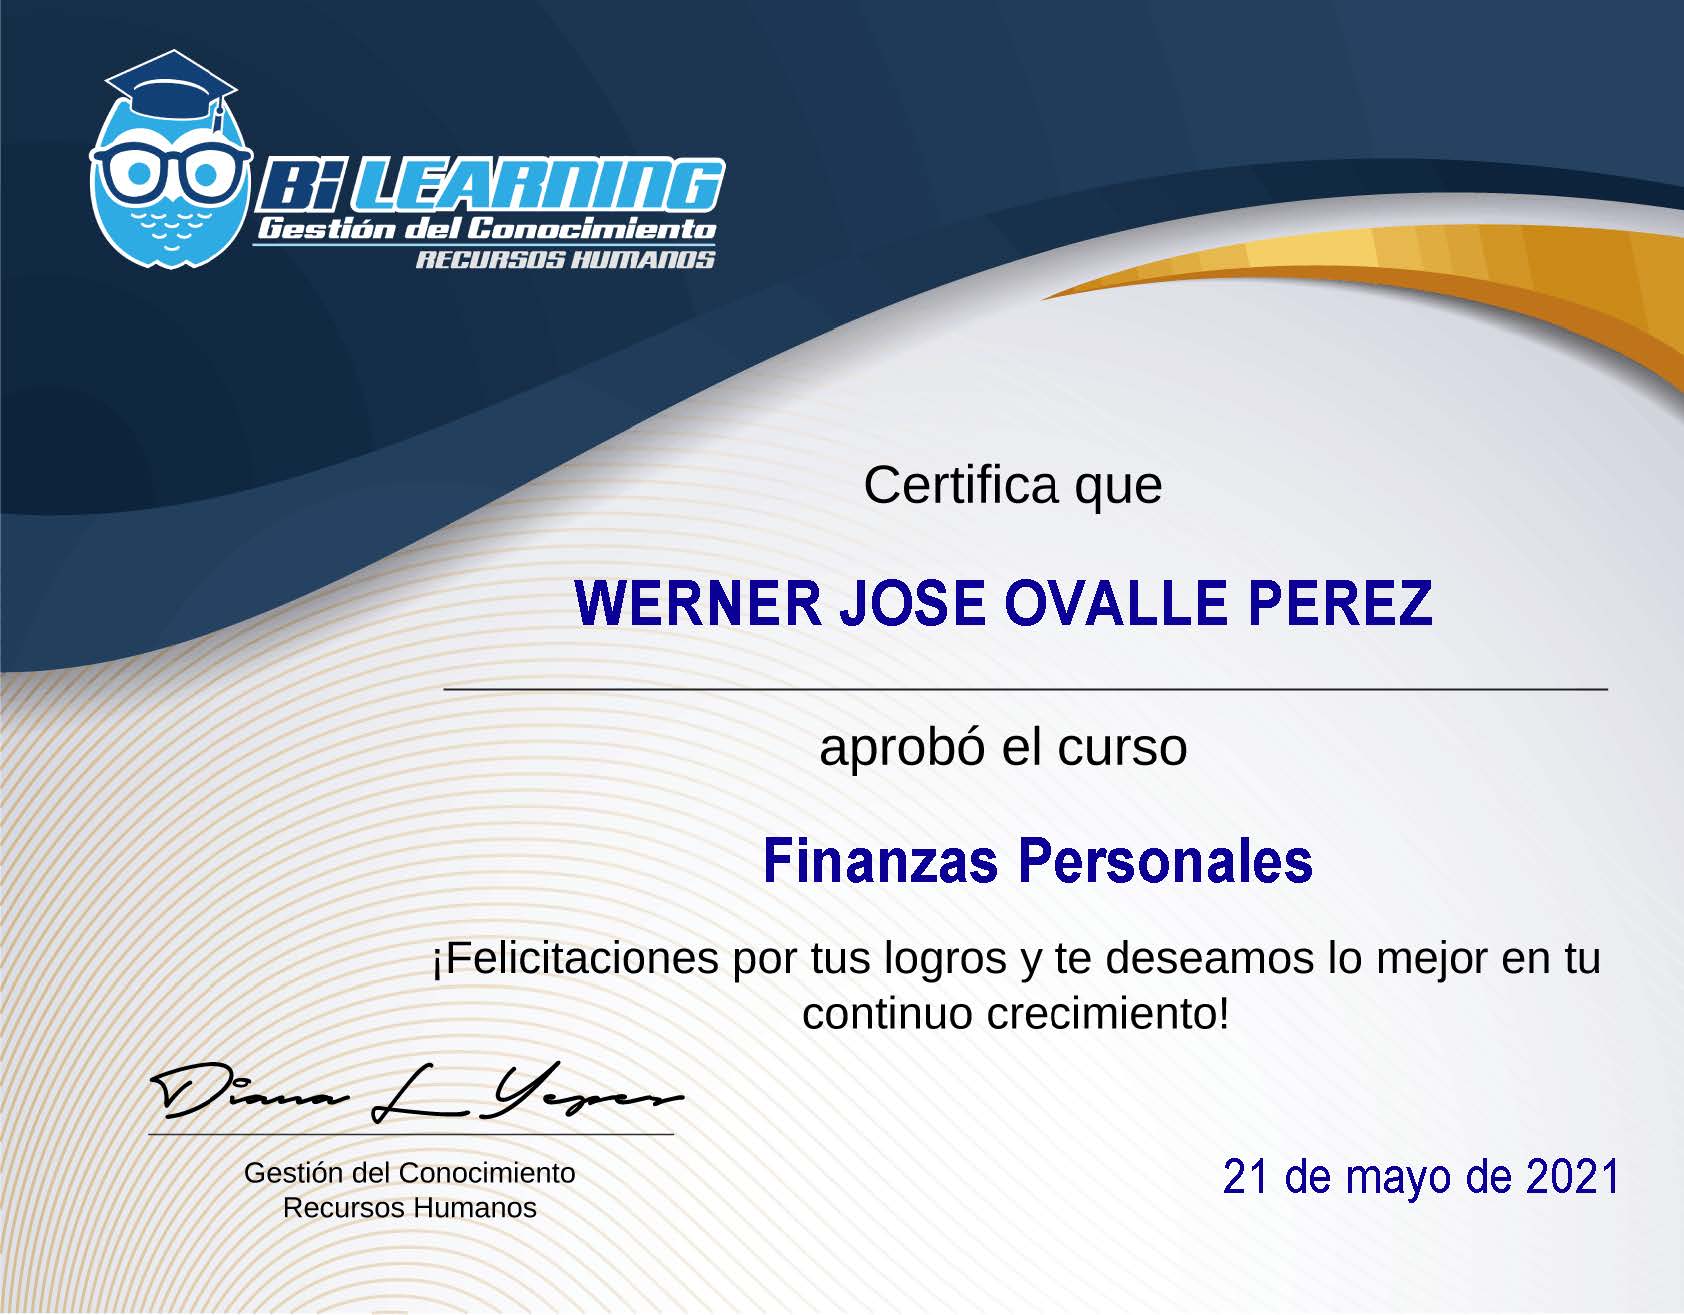 Bi LEARNING
Gestión del Conocimiento
RECURSOS HUMANOS
Certifica que
WERNER JOSE OVALLE PEREZ
aprobó el curso
Finanzas Personales
¡Felicitaciones por tus logros y te deseamos lo mejor en tu
continuo crecimiento!
Diana L Yepes
Gestión del Conocimiento
Recursos Humanos
21 de mayo de 2021